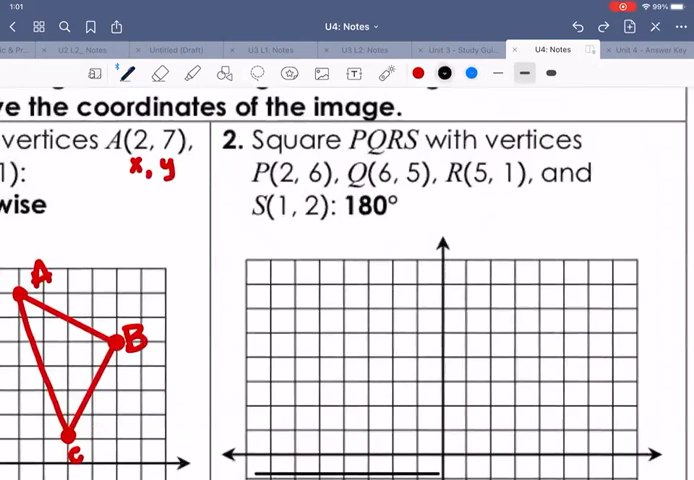 1:01
99%
U4: Notes
ic & Pr...
U2 L2_ Notes
Untitled (Draft)
U3 L1: Notes
U3 L2: Notes
Unit 3 - Study Gui...
U4: Notes
Unit 4 - Answer Key
ve the coordinates of the image.
vertices A(2, 7),
1):
x, y
wise
2. Square PQRS with vertices
P(2, 6), Q(6, 5), R(5, 1), and
S(1, 2): 180°
A
B
C